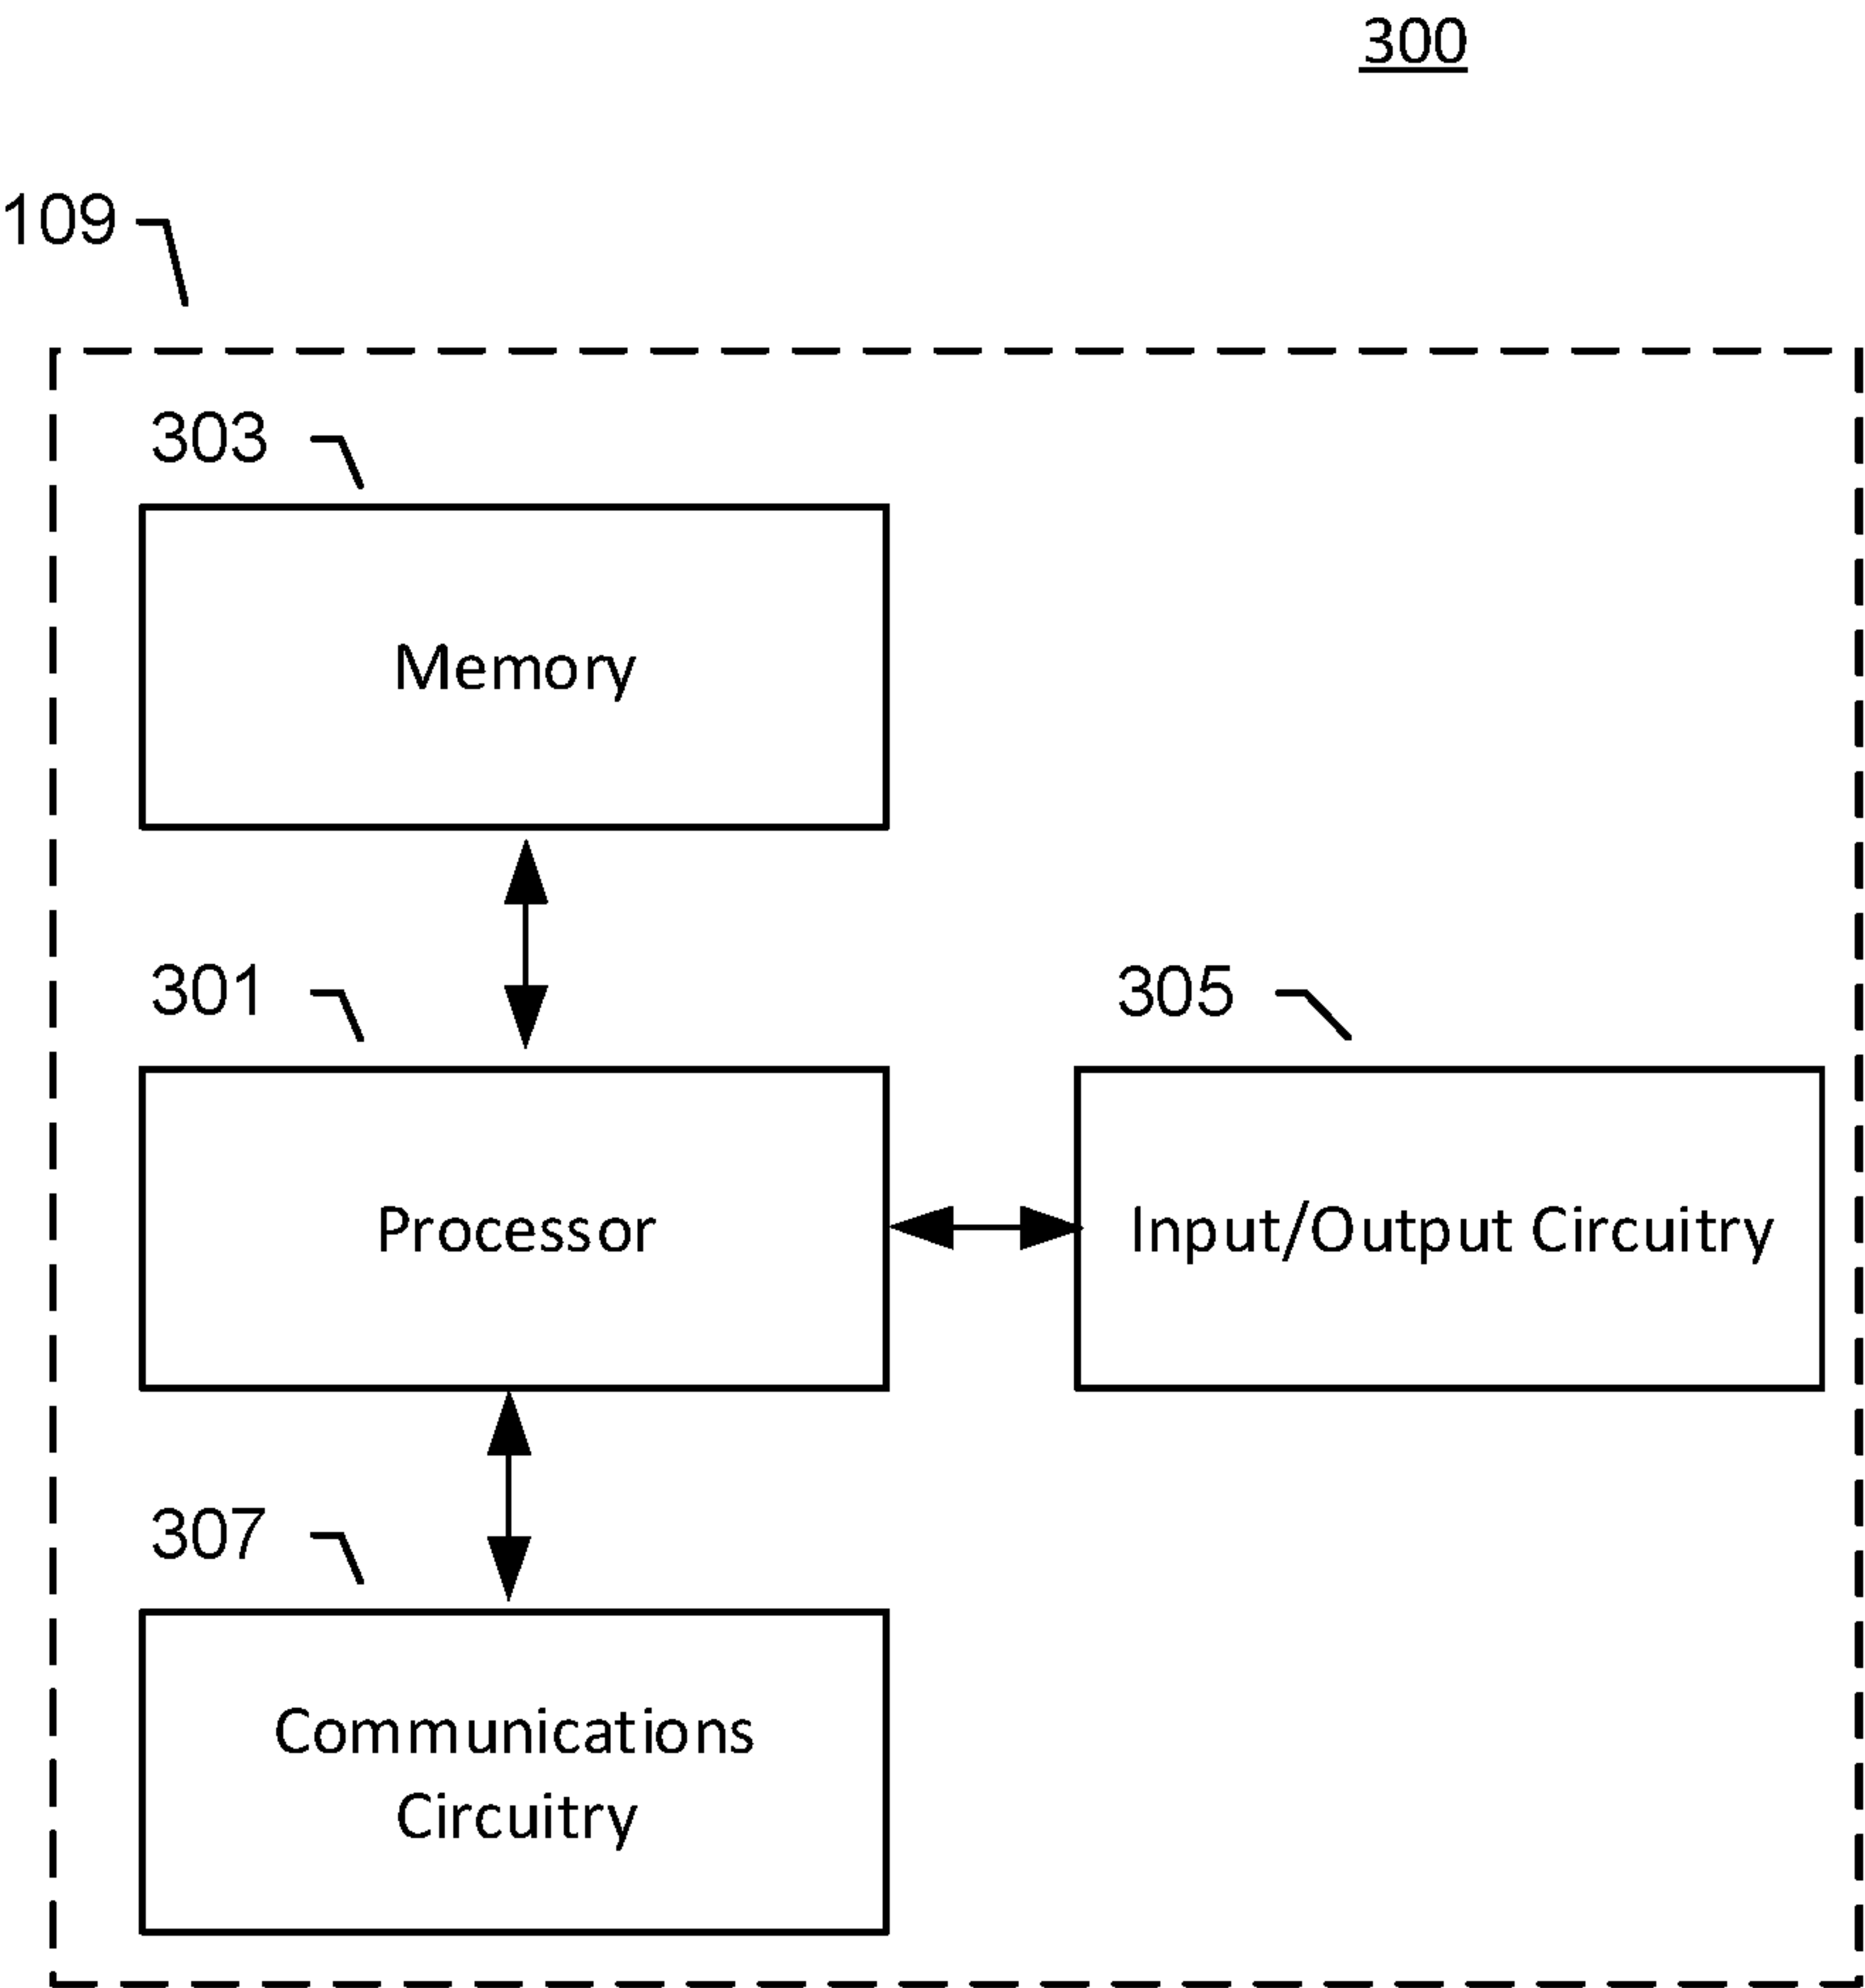 300
109
303
Memory
301
305
Processor
Input/Output Circuitry
307
Communications
Circuitry